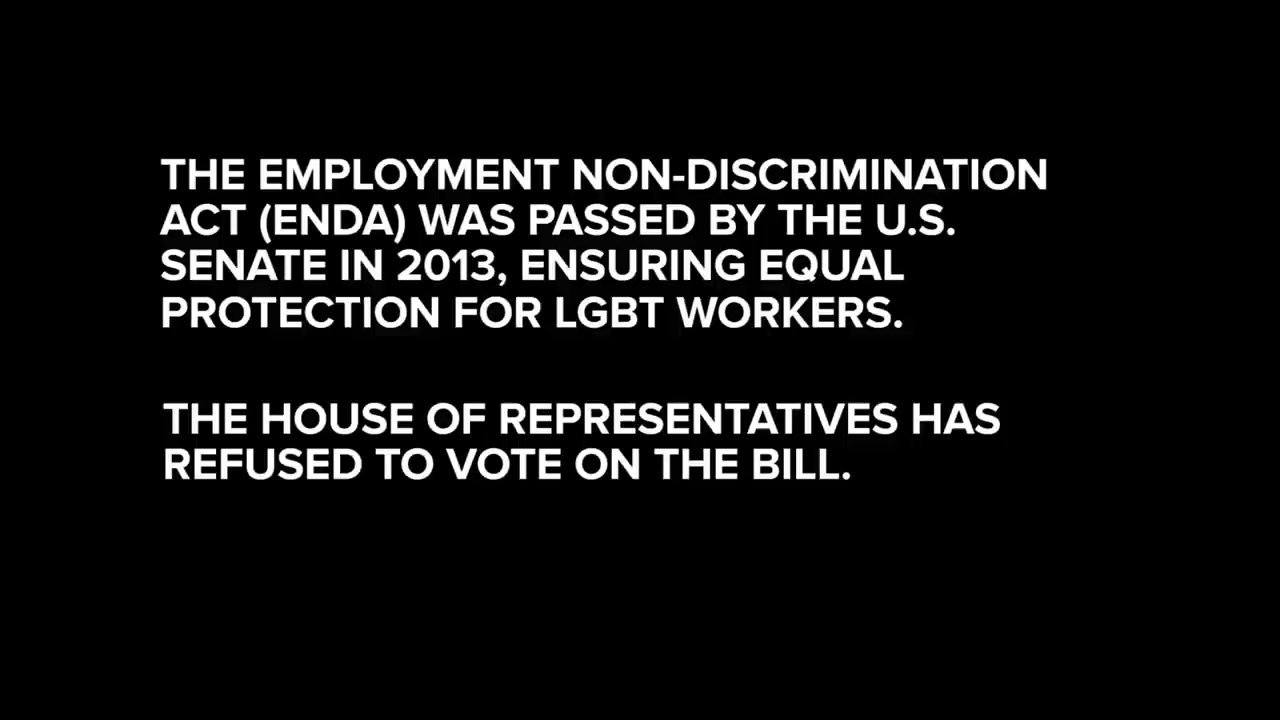 THE EMPLOYMENT NON-DISCRIMINATION
ACT (ENDA) WAS PASSED BY THE U.S.
SENATE IN 2013, ENSURING EQUAL
PROTECTION FOR LGBT WORKERS.
THE HOUSE OF REPRESENTATIVES HAS
REFUSED TO VOTE ON THE BILL.